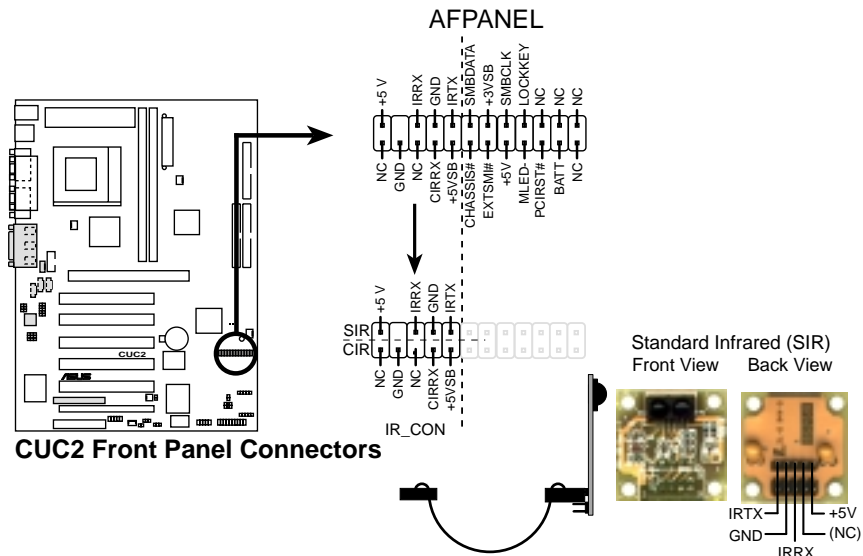 AFPANEL
+5 V
IRRX
GND
IRTX
SMBDATA
+3VSB
SMBCLK
LOCKKEY
NC
NC
NC
NC
GND
NC
CIRRX
+5VSB
CHASSIS#
EXTSMI#
+5V
MLED-
PCIRST#
BATT
NC
+5 V
IRRX
GND
IRTX
SIR
CIR
NC
GND
NC
CIRRX
+5VSB
IR_CON
CUC2
ASUS
CUC2 Front Panel Connectors
Standard Infrared (SIR)
Front View Back View
IRTX
+5V
GND
(NC)
IRRX